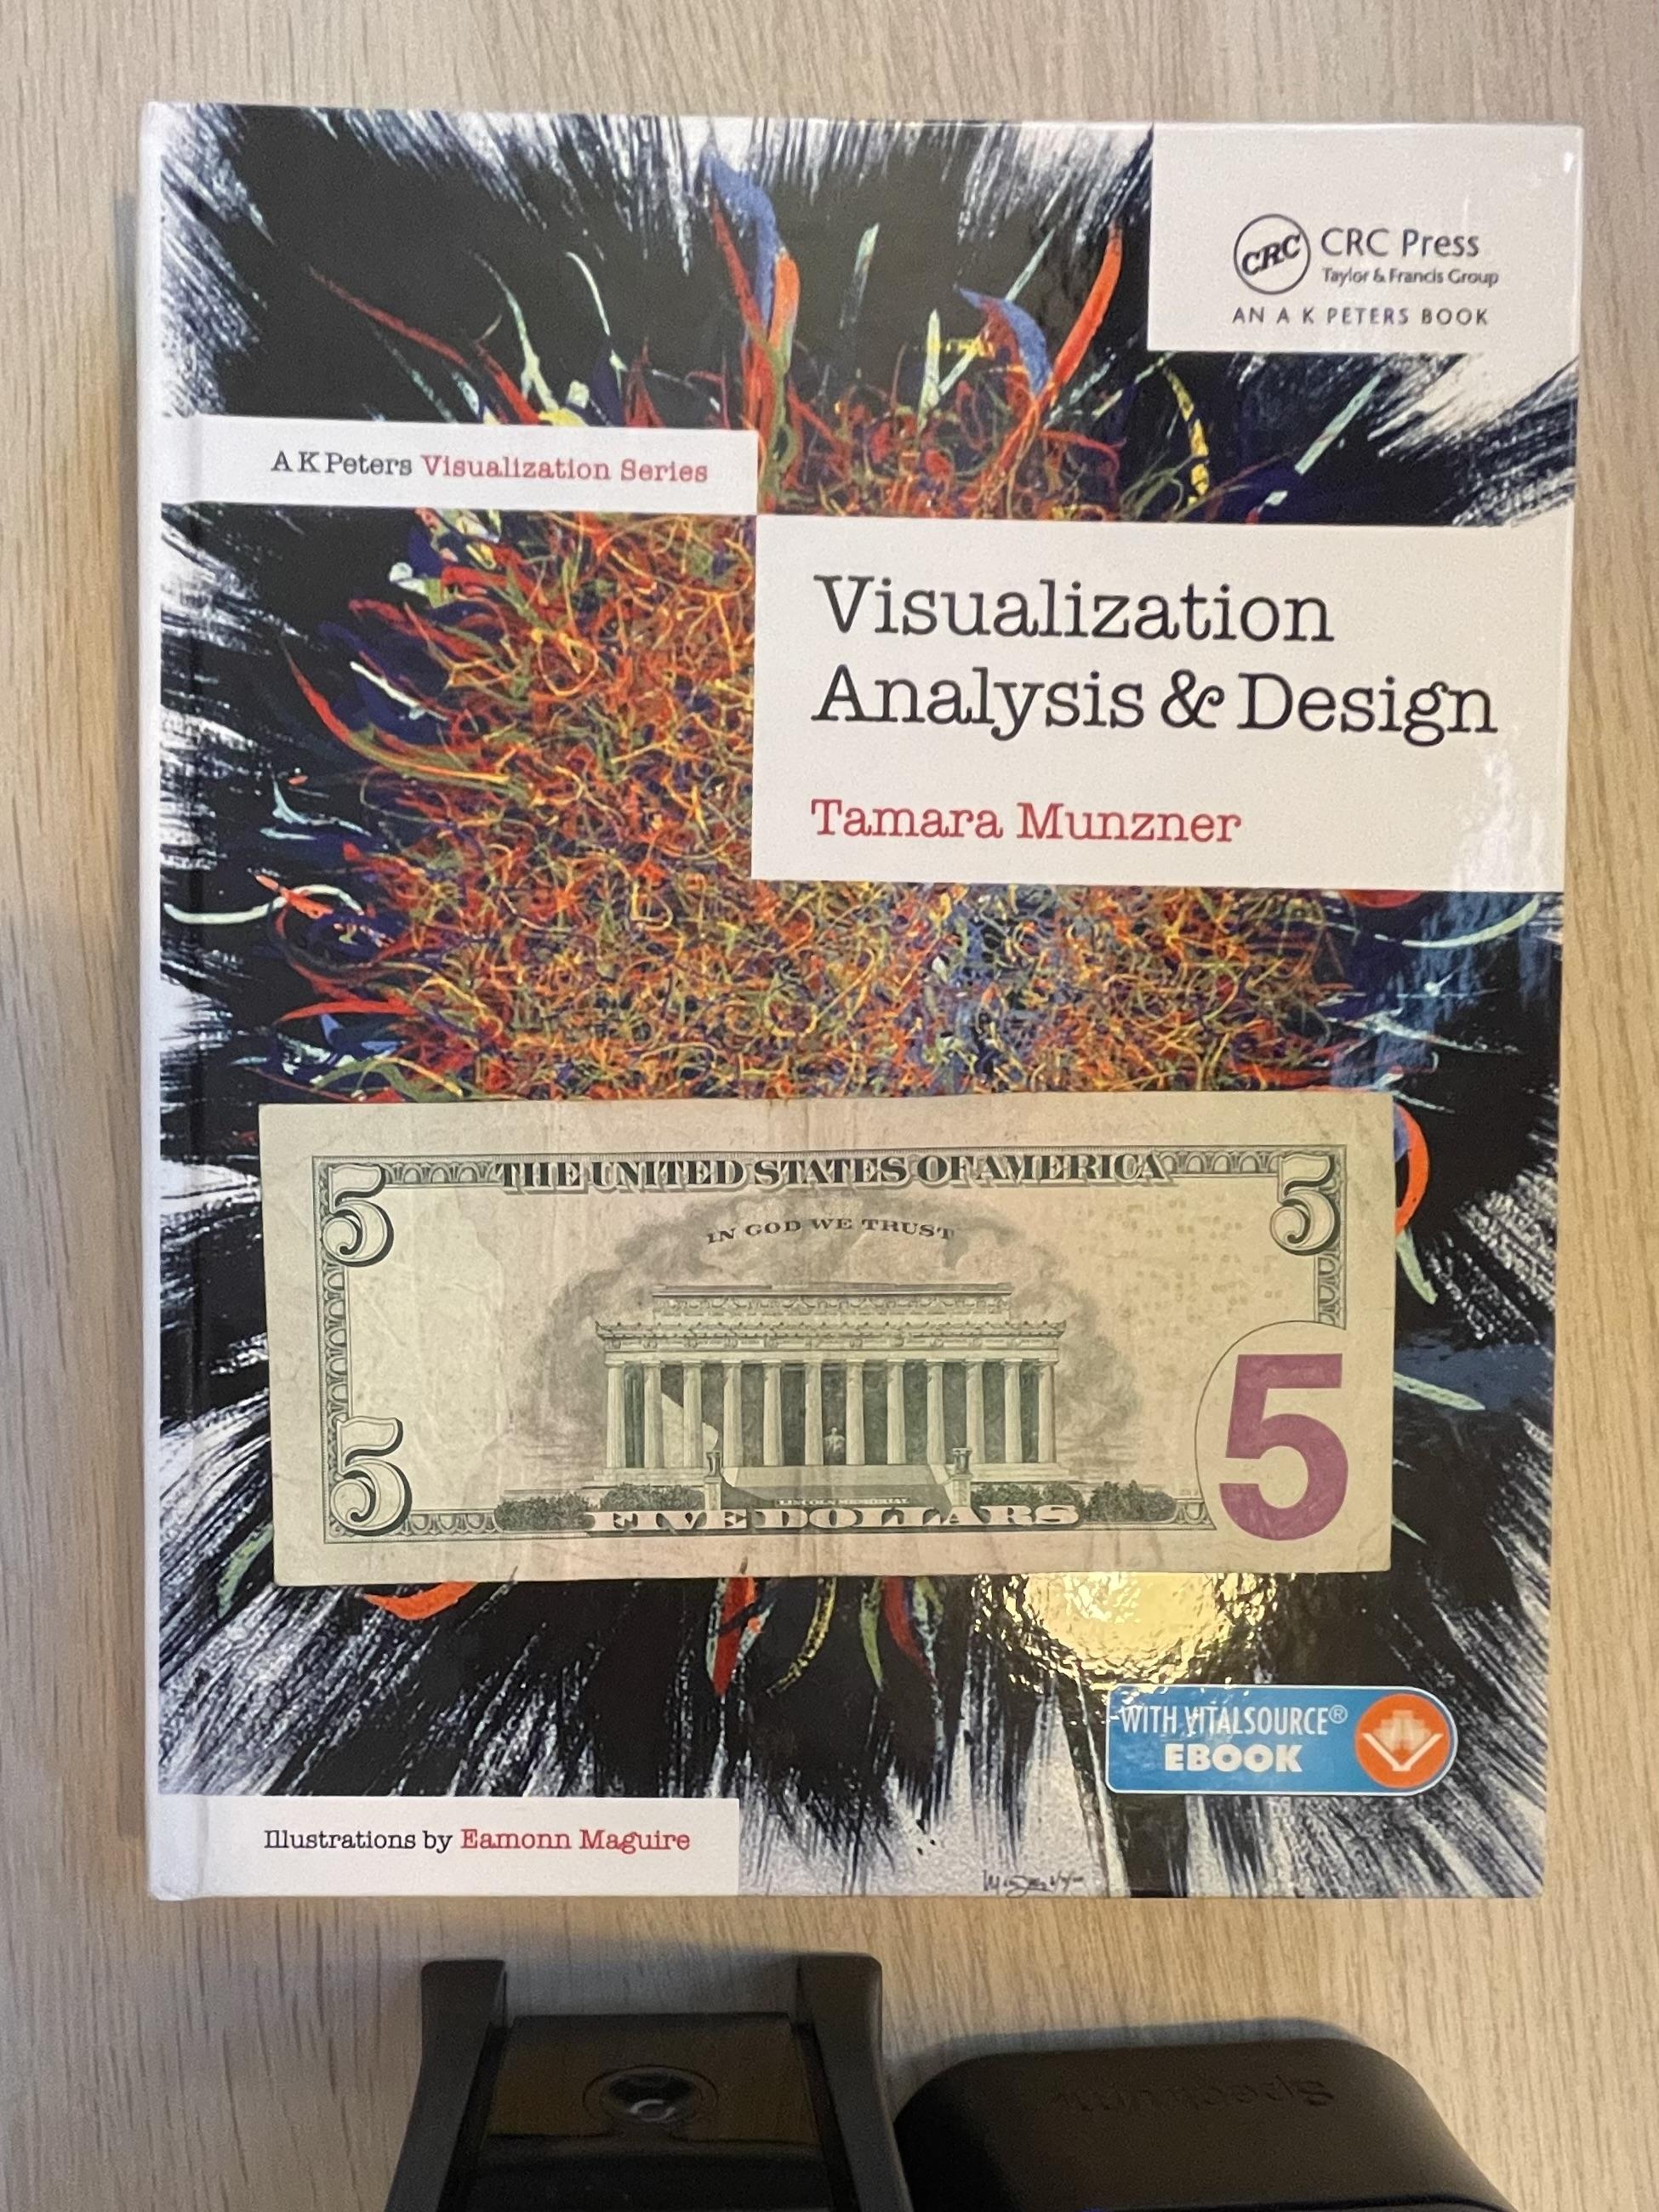 CRC CRC Press
Taylor & Francis Group
AN A K PETERS BOOK
A K Peters Visualization Series
Visualization
Analysis & Design
Tamara Munzner
5 THE UNITED STATES OF AMERICA 5
IN GOD WE TRUST
5
5
LINCOLN MEMORIAL
FIVE DOLLARS
WITH VITALSOURCE®
EBOOK
Illustrations by Eamonn Maguire